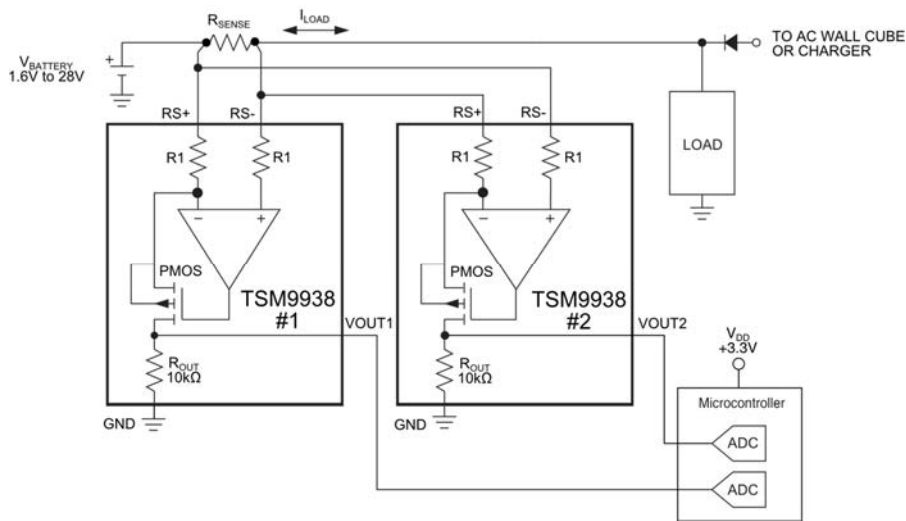 RSENSE
ILOAD
TO AC WALL CUBE
OR CHARGER
VBATTERY
1.6V to 28V
+
RS+
RS-
RS+
RS-
R1
R1
R1
R1
LOAD
− +
− +
PMOS
PMOS
TSM9938
#1
TSM9938
#2
VOUT1
VOUT2
VDD
+3.3V
ROUT
10kΩ
ROUT
10kΩ
Microcontroller
GND
GND
ADC
ADC